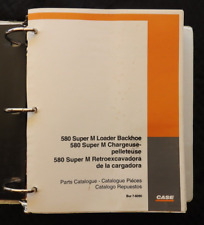 580 Super M Loader Backhoe
580 Super M Chargeuse-
pelleteuse
580 Super M Retroexcavadora
de la cargadora
Parts Catalogue - Catalogue Pièces
Catalogo Repuestos
CASE